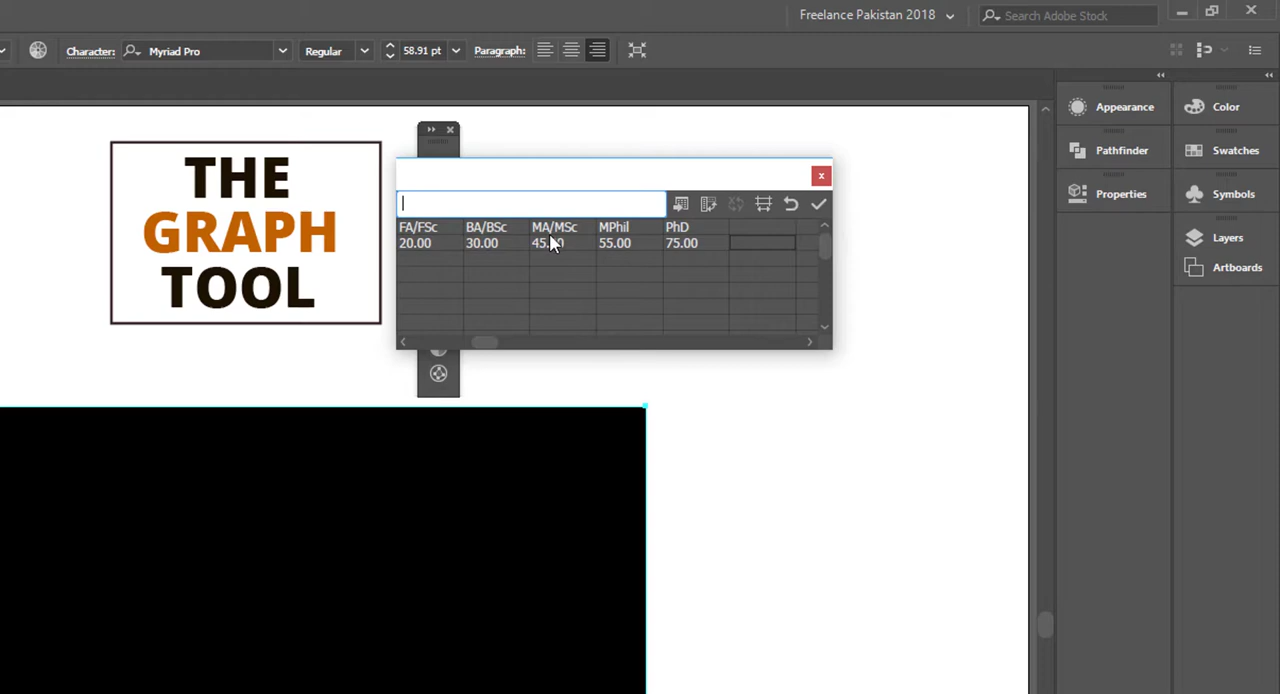 Freelance Pakistan 2018
Search Adobe Stock
Character:
Myriad Pro
Regular
58.91 pt
Paragraph:
Appearance
Color
Pathfinder
Swatches
Properties
Symbols
Layers
Artboards
THE
GRAPH
TOOL
FA/FSc BA/BSc MA/MSc MPhil PhD
20.00 30.00 45.00 55.00 75.00